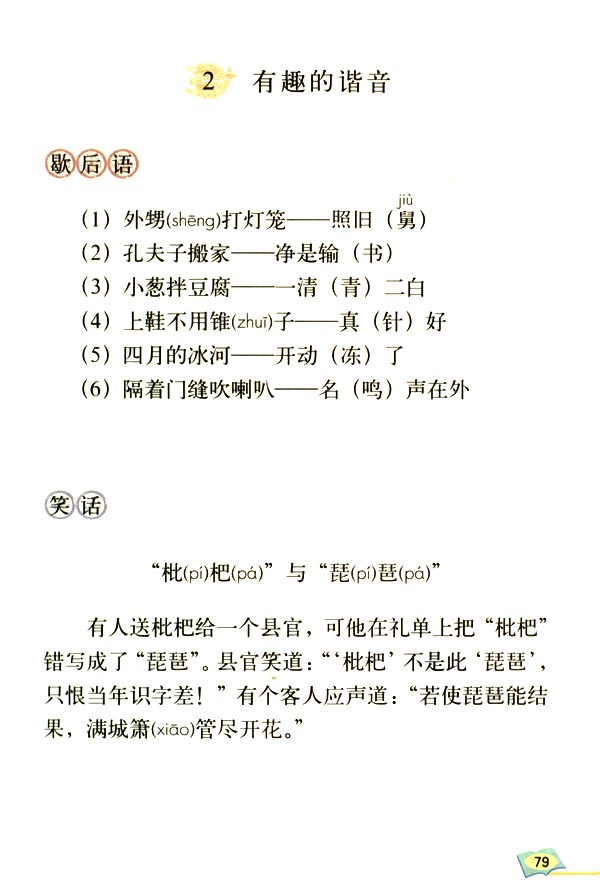 2 有趣的谐音
歇后语
jiù
（1）外甥(shēng)打灯笼——照旧（舅）
（2）孔夫子搬家——净是输（书）
（3）小葱拌豆腐——一清（青）二白
（4）上鞋不用锥(zhuī)子——真（针）好
（5）四月的冰河——开动（冻）了
（6）隔着门缝吹喇叭——名（鸣）声在外
笑话
“枇(pí)杷(pá)”与“琵(pí)琶(pá)”
有人送枇杷给一个县官，可他在礼单上把“枇杷”
错写成了“琵琶”。县官笑道：“‘枇杷’不是此‘琵琶’，
只恨当年识字差！”有个客人应声道：“若使琵琶能结
果，满城箫(xiāo)管尽开花。”
79